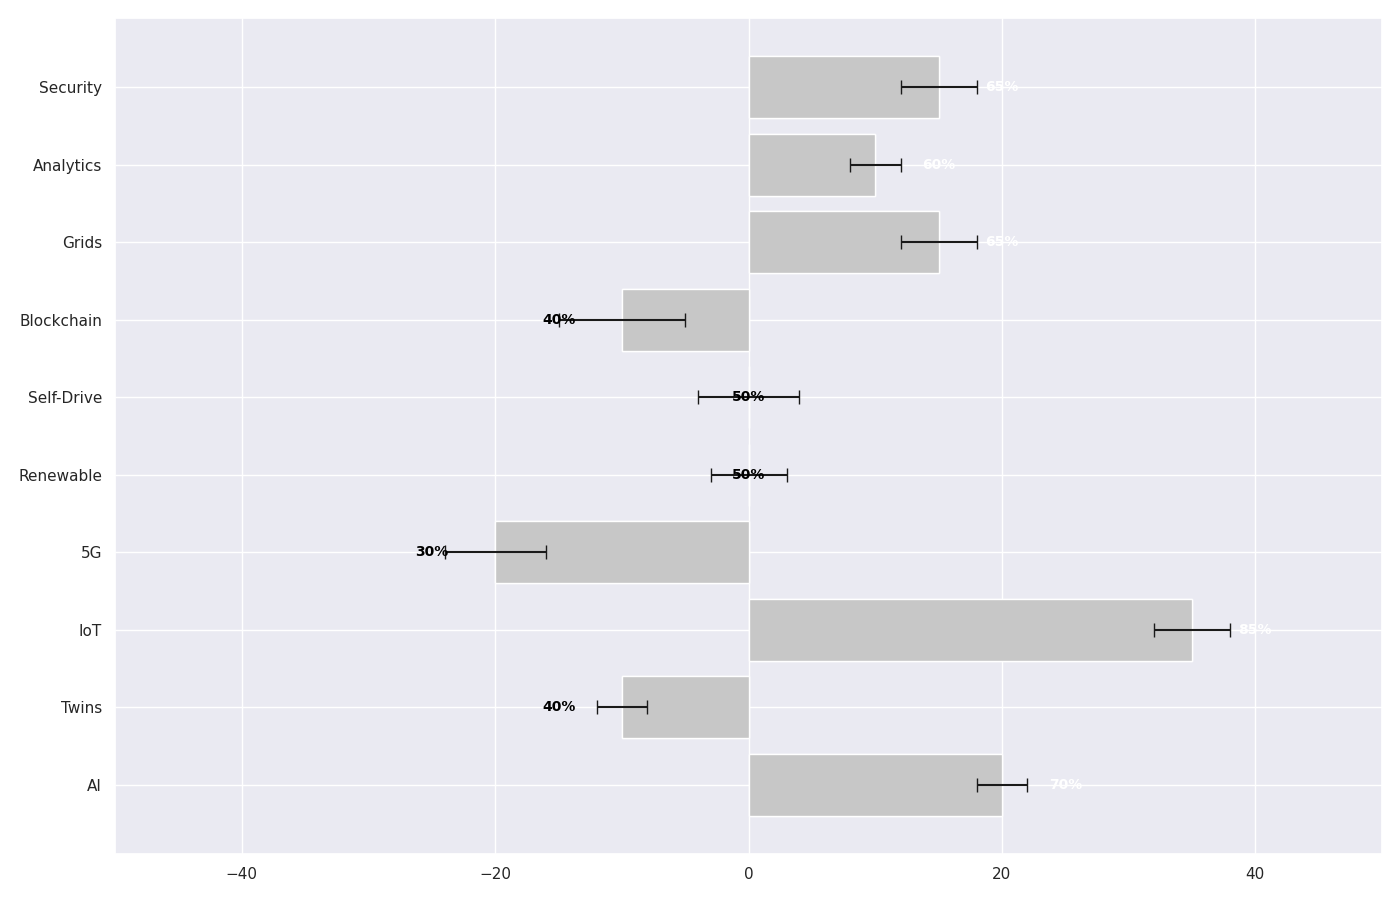 Security 65%
Analytics 60%
Grids 65%
Blockchain 40%
Self-Drive 50%
Renewable 50%
5G 30%
IoT 85%
Twins 40%
AI 70%
−40 −20 0 20 40